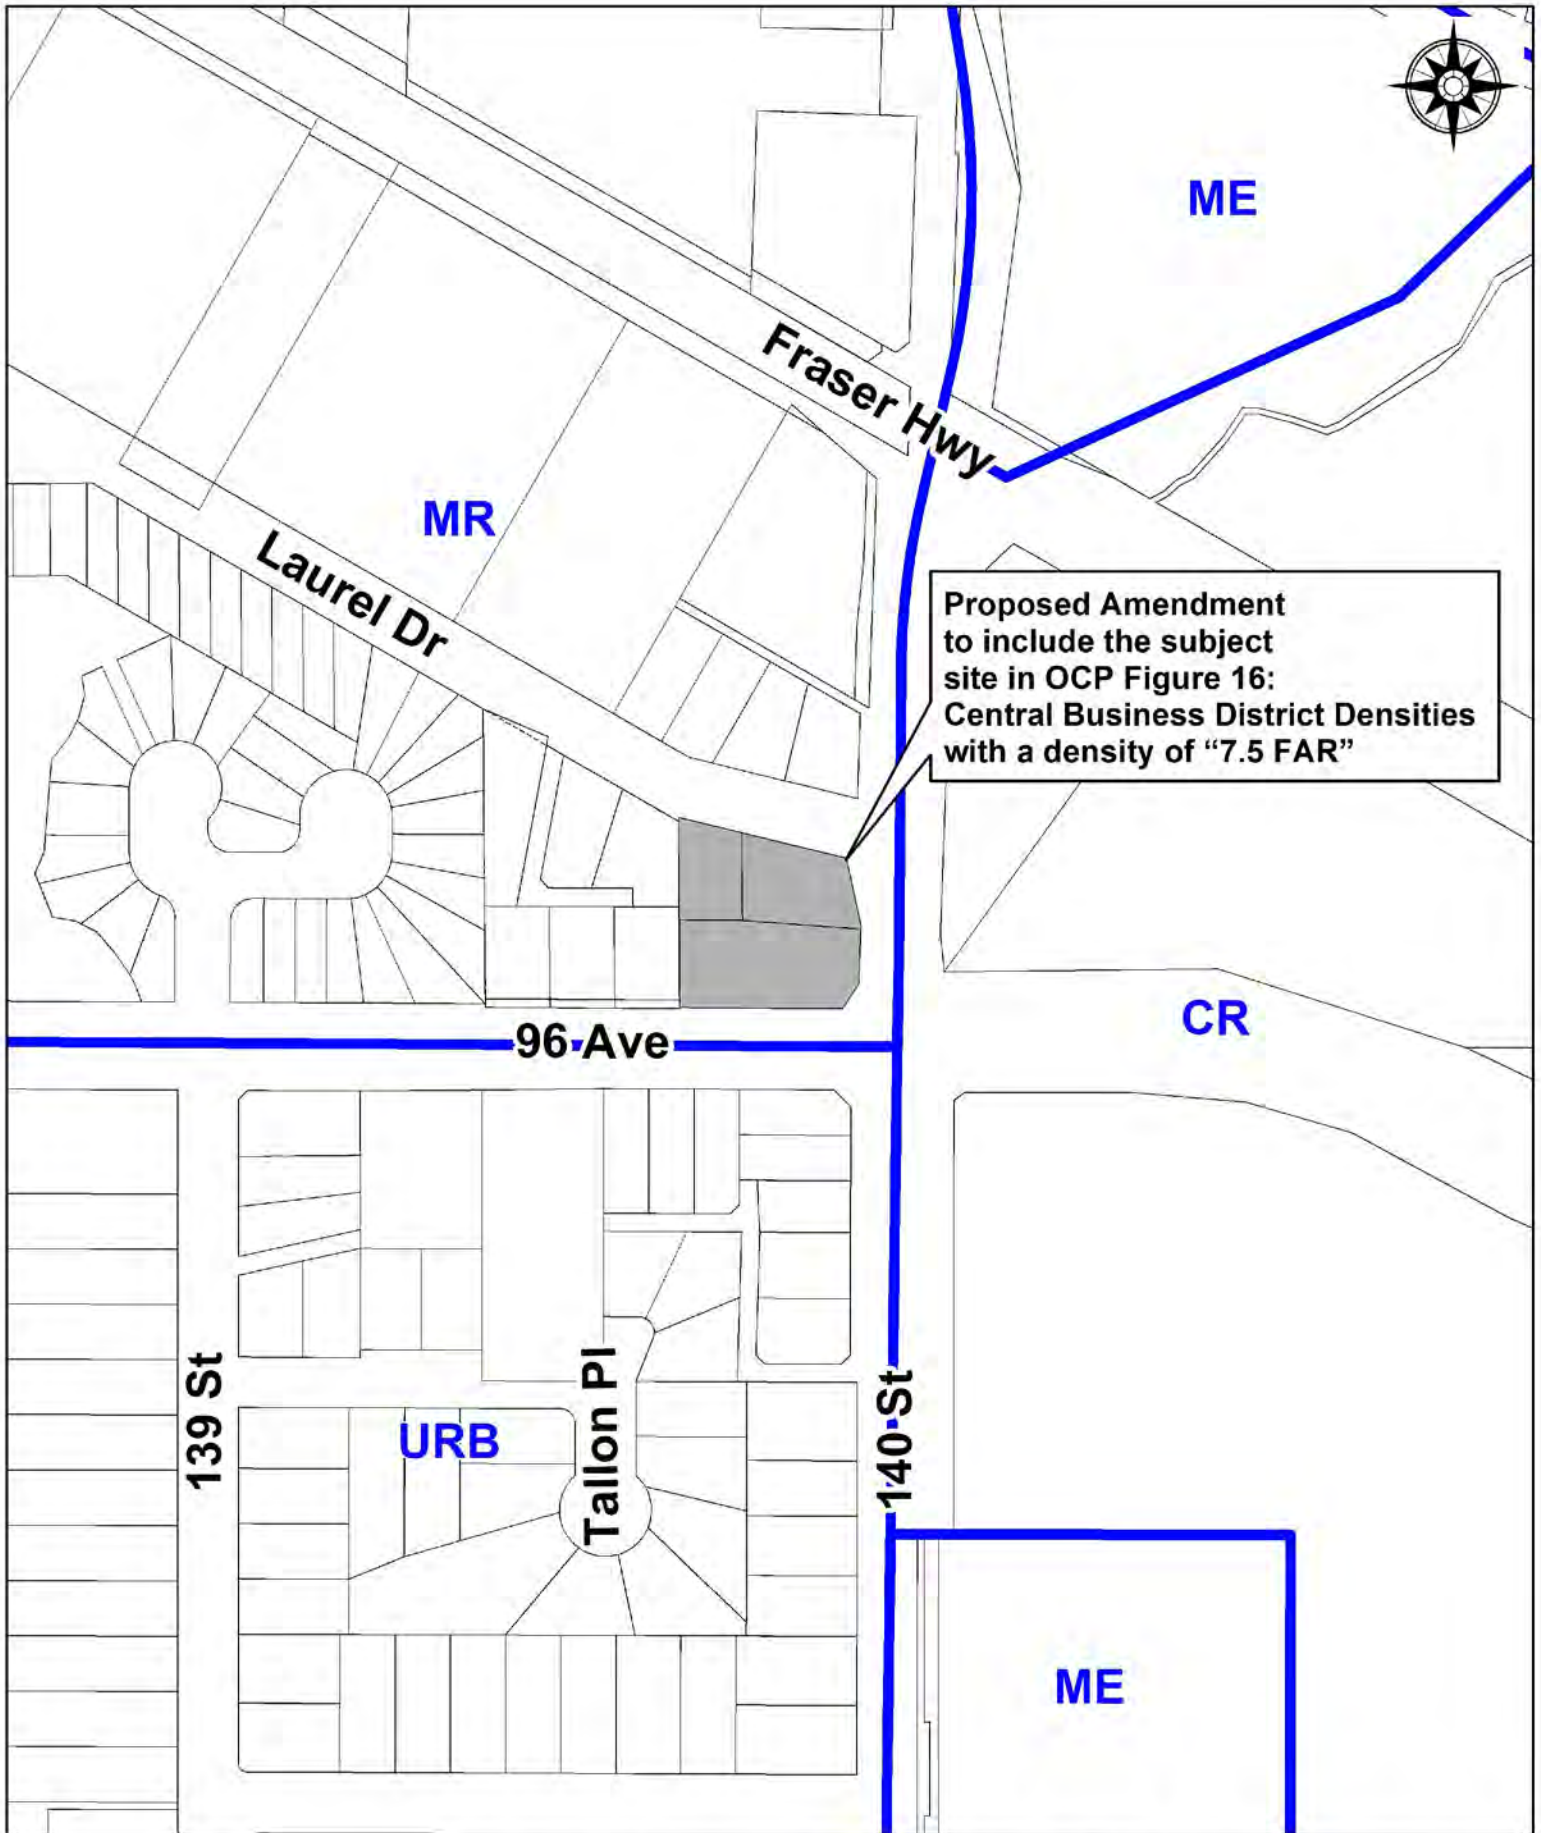 ME
Fraser Hwy
MR
Laurel Dr
Proposed Amendment
to include the subject
site in OCP Figure 16:
Central Business District Densities
with a density of “7.5 FAR”
CR
96 Ave
139 St
URB
Tallon Pl
140 St
ME